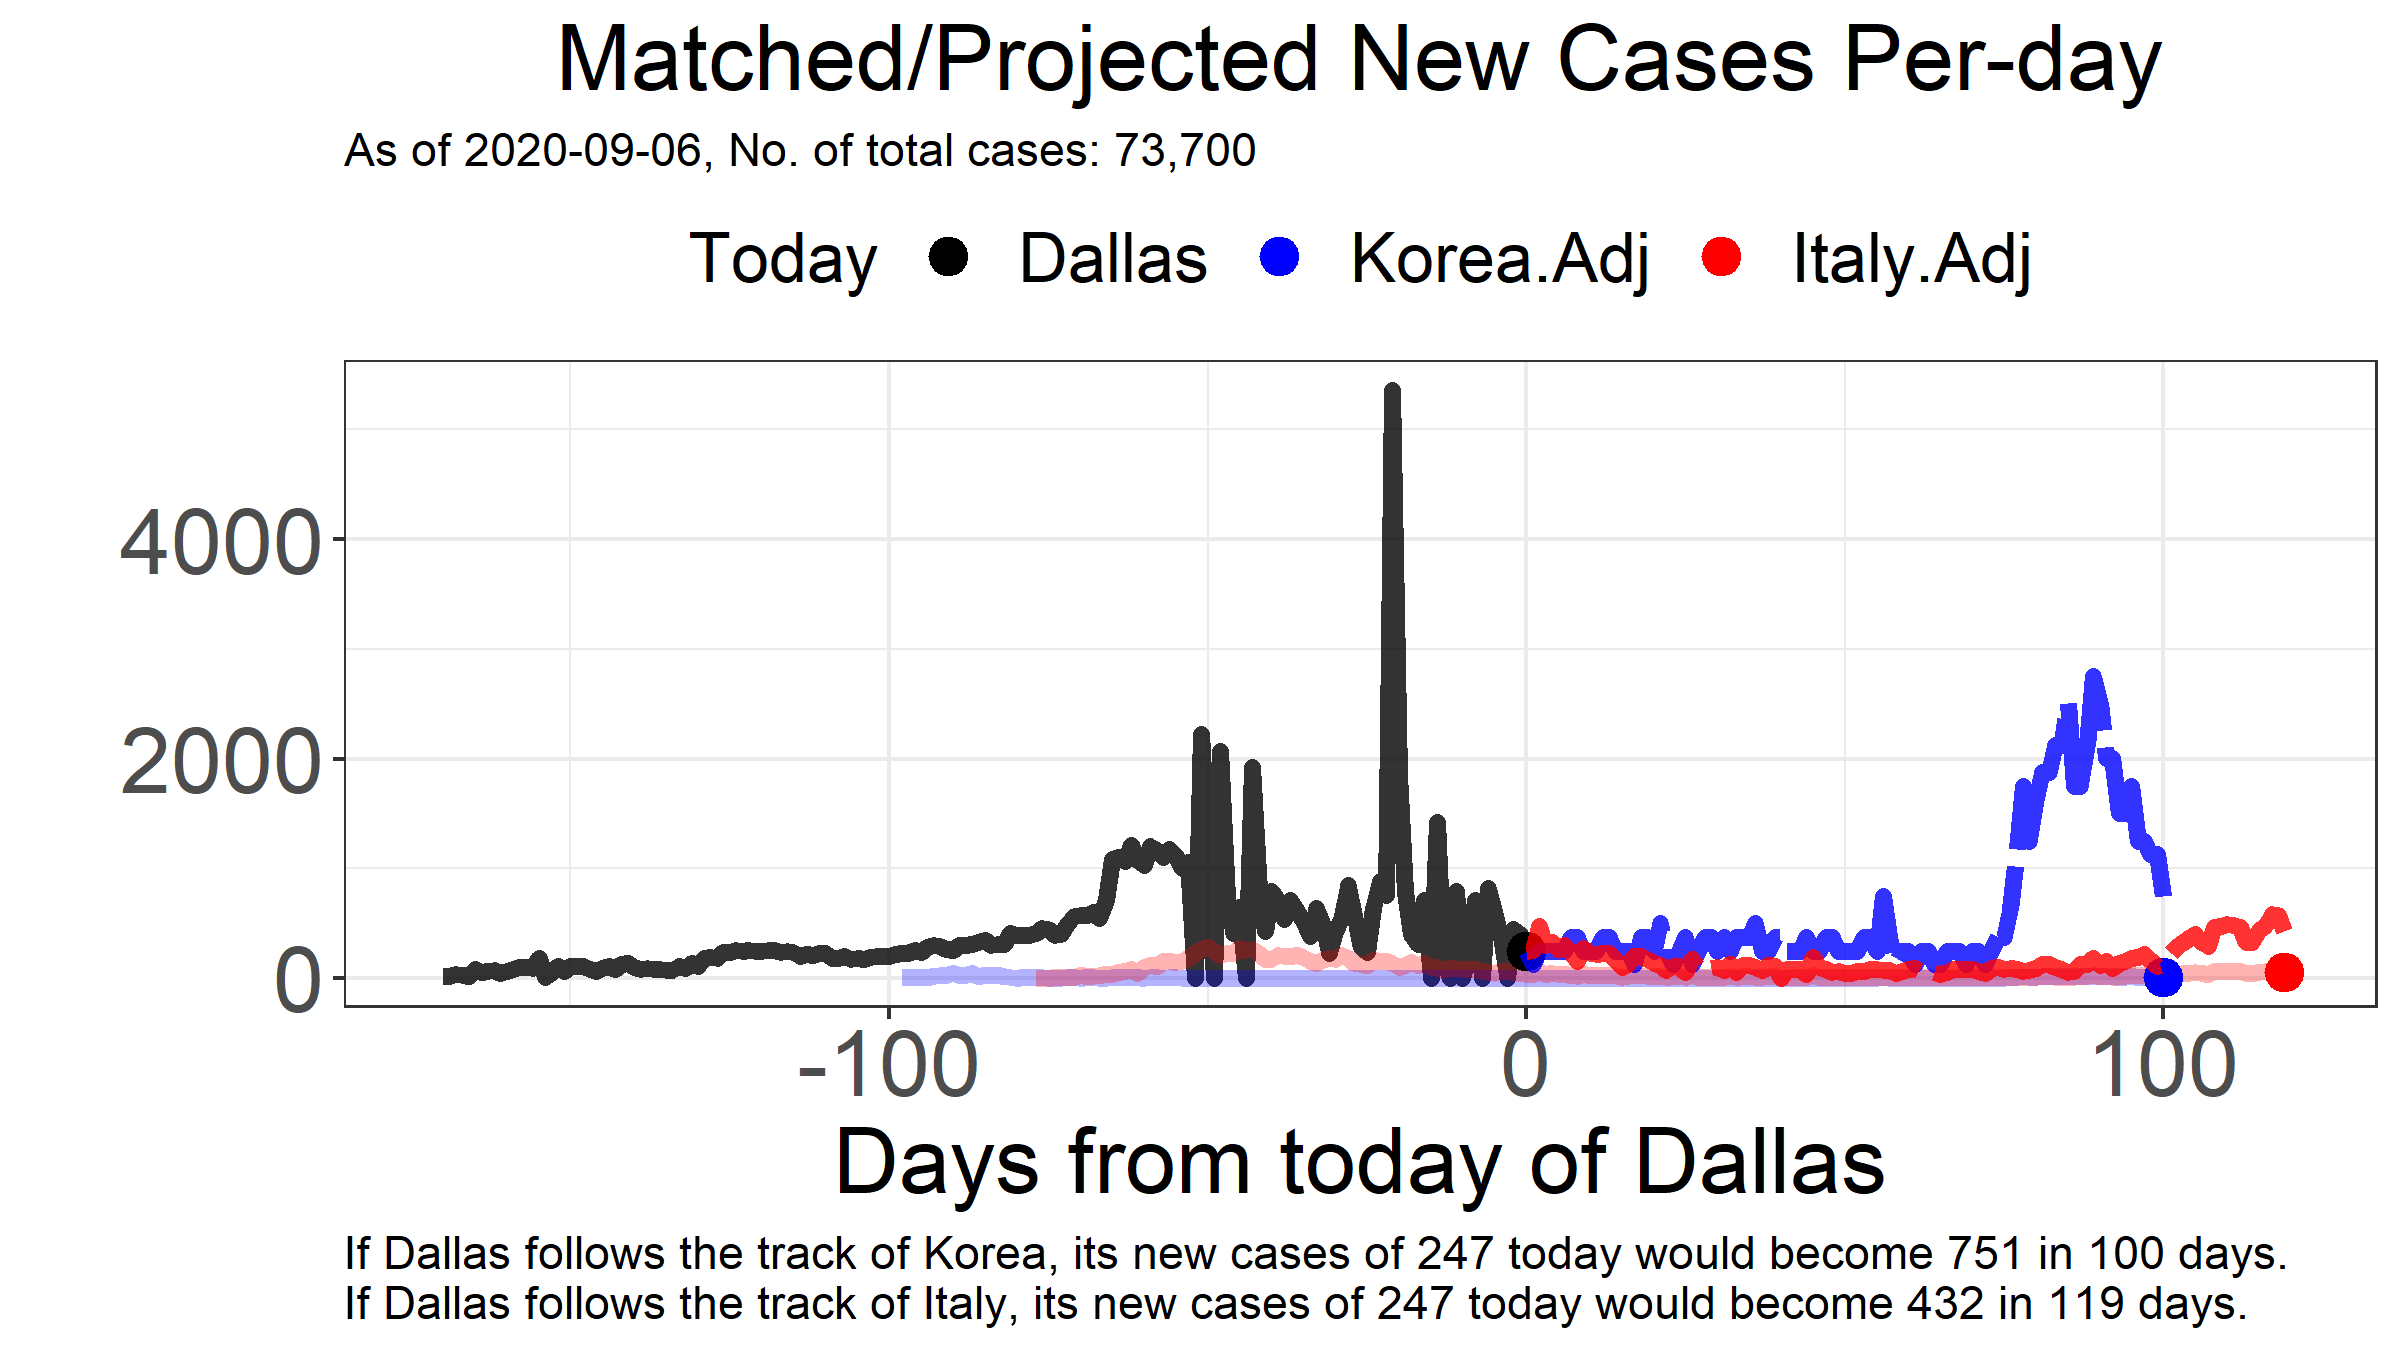 Matched/Projected New Cases Per-day
As of 2020-09-06, No. of total cases: 73,700
Today Dallas Korea.Adj Italy.Adj
4000
2000
0
-100 0 100
Days from today of Dallas
If Dallas follows the track of Korea, its new cases of 247 today would become 751 in 100 days.
If Dallas follows the track of Italy, its new cases of 247 today would become 432 in 119 days.